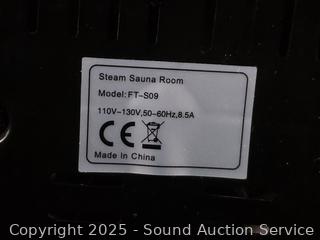 Steam Sauna Room
Model: FT-S09
110V-130V,50-60Hz,8.5A
CE
Made In China
Copyright 2025 - Sound Auction Service